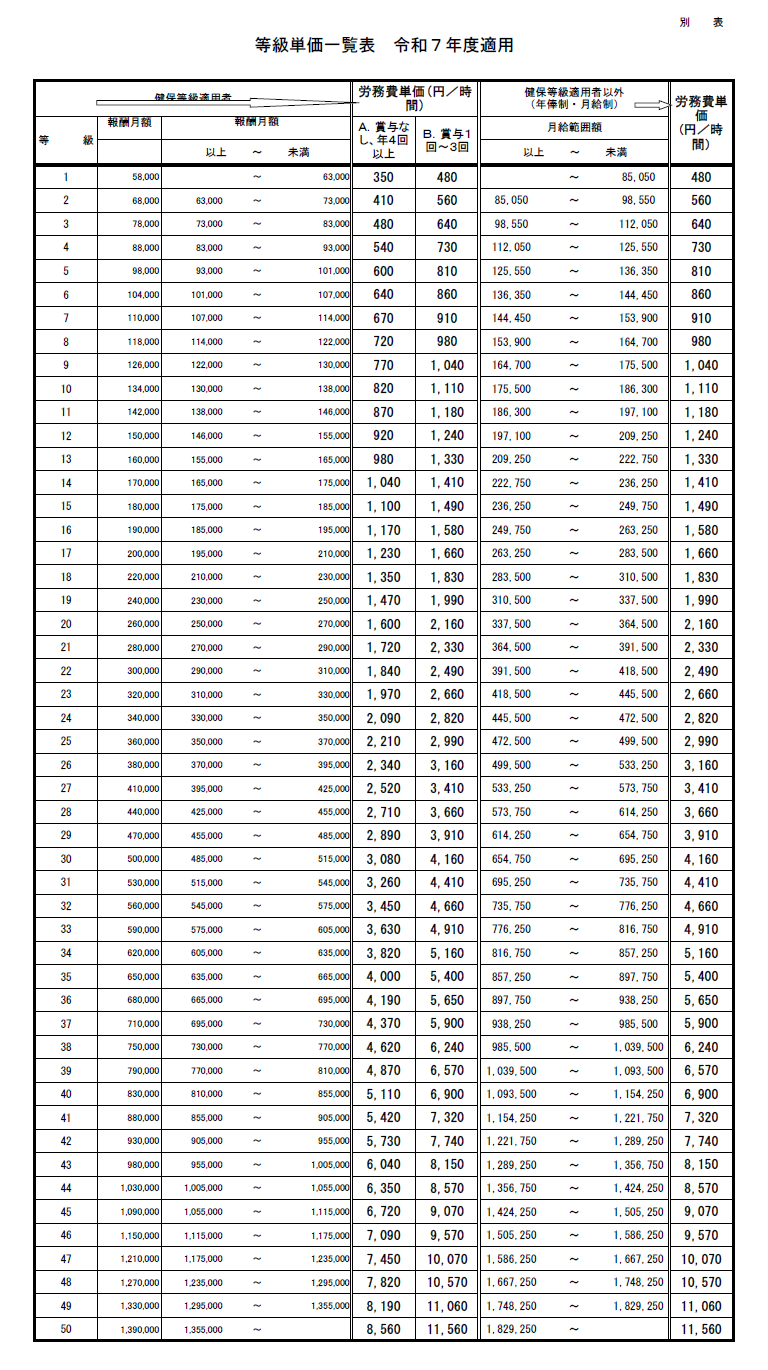 別　表
等級単価一覧表　令和７年度適用
健保等級適用者 労務費単価(円／時間) 健保等級適用者以外(年俸制・月給制) 労務費単価(円／時間)
等　級 報酬月額 報酬月額 A. 賞与なし、年4回以上 B. 賞与1回～3回 月給範囲額
以上 ～ 未満 以上 ～ 未満
1 58,000 ～ 63,000 350 480 ～ 85,050 480
2 68,000 63,000 ～ 73,000 410 560 85,050 ～ 98,550 560
3 78,000 73,000 ～ 83,000 480 640 98,550 ～ 112,050 640
4 88,000 83,000 ～ 93,000 540 730 112,050 ～ 125,550 730
5 98,000 93,000 ～ 101,000 600 810 125,550 ～ 136,350 810
6 104,000 101,000 ～ 107,000 640 860 136,350 ～ 144,450 860
7 110,000 107,000 ～ 114,000 670 910 144,450 ～ 153,900 910
8 118,000 114,000 ～ 122,000 720 980 153,900 ～ 164,700 980
9 126,000 122,000 ～ 130,000 770 1,040 164,700 ～ 175,500 1,040
10 134,000 130,000 ～ 138,000 820 1,110 175,500 ～ 186,300 1,110
11 142,000 138,000 ～ 146,000 870 1,180 186,300 ～ 197,100 1,180
12 150,000 146,000 ～ 155,000 920 1,240 197,100 ～ 209,250 1,240
13 160,000 155,000 ～ 165,000 980 1,330 209,250 ～ 222,750 1,330
14 170,000 165,000 ～ 175,000 1,040 1,410 222,750 ～ 236,250 1,410
15 180,000 175,000 ～ 185,000 1,100 1,490 236,250 ～ 249,750 1,490
16 190,000 185,000 ～ 195,000 1,170 1,580 249,750 ～ 263,250 1,580
17 200,000 195,000 ～ 210,000 1,230 1,660 263,250 ～ 283,500 1,660
18 220,000 210,000 ～ 230,000 1,350 1,830 283,500 ～ 310,500 1,830
19 240,000 230,000 ～ 250,000 1,470 1,990 310,500 ～ 337,500 1,990
20 260,000 250,000 ～ 270,000 1,600 2,160 337,500 ～ 364,500 2,160
21 280,000 270,000 ～ 290,000 1,720 2,330 364,500 ～ 391,500 2,330
22 300,000 290,000 ～ 310,000 1,840 2,490 391,500 ～ 418,500 2,490
23 320,000 310,000 ～ 330,000 1,970 2,660 418,500 ～ 445,500 2,660
24 340,000 330,000 ～ 350,000 2,090 2,820 445,500 ～ 472,500 2,820
25 360,000 350,000 ～ 370,000 2,210 2,990 472,500 ～ 499,500 2,990
26 380,000 370,000 ～ 395,000 2,340 3,160 499,500 ～ 533,250 3,160
27 410,000 395,000 ～ 425,000 2,520 3,410 533,250 ～ 573,750 3,410
28 440,000 425,000 ～ 455,000 2,710 3,660 573,750 ～ 614,250 3,660
29 470,000 455,000 ～ 485,000 2,890 3,910 614,250 ～ 654,750 3,910
30 500,000 485,000 ～ 515,000 3,080 4,160 654,750 ～ 695,250 4,160
31 530,000 515,000 ～ 545,000 3,260 4,410 695,250 ～ 735,750 4,410
32 560,000 545,000 ～ 575,000 3,450 4,660 735,750 ～ 776,250 4,660
33 590,000 575,000 ～ 605,000 3,630 4,910 776,250 ～ 816,750 4,910
34 620,000 605,000 ～ 635,000 3,820 5,160 816,750 ～ 857,250 5,160
35 650,000 635,000 ～ 665,000 4,000 5,400 857,250 ～ 897,750 5,400
36 680,000 665,000 ～ 695,000 4,190 5,650 897,750 ～ 938,250 5,650
37 710,000 695,000 ～ 730,000 4,370 5,900 938,250 ～ 985,500 5,900
38 750,000 730,000 ～ 770,000 4,620 6,240 985,500 ～ 1,039,500 6,240
39 790,000 770,000 ～ 810,000 4,870 6,570 1,039,500 ～ 1,093,500 6,570
40 830,000 810,000 ～ 855,000 5,110 6,900 1,093,500 ～ 1,154,250 6,900
41 880,000 855,000 ～ 905,000 5,420 7,320 1,154,250 ～ 1,221,750 7,320
42 930,000 905,000 ～ 955,000 5,730 7,740 1,221,750 ～ 1,289,250 7,740
43 980,000 955,000 ～ 1,005,000 6,040 8,150 1,289,250 ～ 1,356,750 8,150
44 1,030,000 1,005,000 ～ 1,055,000 6,350 8,570 1,356,750 ～ 1,424,250 8,570
45 1,090,000 1,055,000 ～ 1,115,000 6,720 9,070 1,424,250 ～ 1,505,250 9,070
46 1,150,000 1,115,000 ～ 1,175,000 7,090 9,570 1,505,250 ～ 1,586,250 9,570
47 1,210,000 1,175,000 ～ 1,235,000 7,450 10,070 1,586,250 ～ 1,667,250 10,070
48 1,270,000 1,235,000 ～ 1,295,000 7,820 10,570 1,667,250 ～ 1,748,250 10,570
49 1,330,000 1,295,000 ～ 1,355,000 8,190 11,060 1,748,250 ～ 1,829,250 11,060
50 1,390,000 1,355,000 ～ 8,560 11,560 1,829,250 ～ 11,560